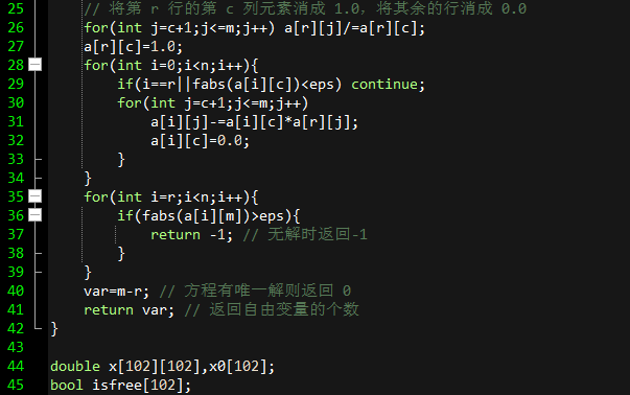 25 // 将第 r 行的第 c 列元素消成 1.0，将其余的行消成 0.0
26 for(int j=c+1;j<=m;j++) a[r][j]/=a[r][c];
27 a[r][c]=1.0;
28 for(int i=0;i<n;i++){
29 if(i==r||fabs(a[i][c])<eps) continue;
30 for(int j=c+1;j<=m;j++)
31 a[i][j]-=a[i][c]*a[r][j];
32 a[i][c]=0.0;
33 }
34 }
35 for(int i=r;i<n;i++){
36 if(fabs(a[i][m])>eps){
37 return -1; // 无解时返回-1
38 }
39 }
40 var=m-r; // 方程有唯一解则返回 0
41 return var; // 返回自由变量的个数
42 }
43
44 double x[102][102],x0[102];
45 bool isfree[102];